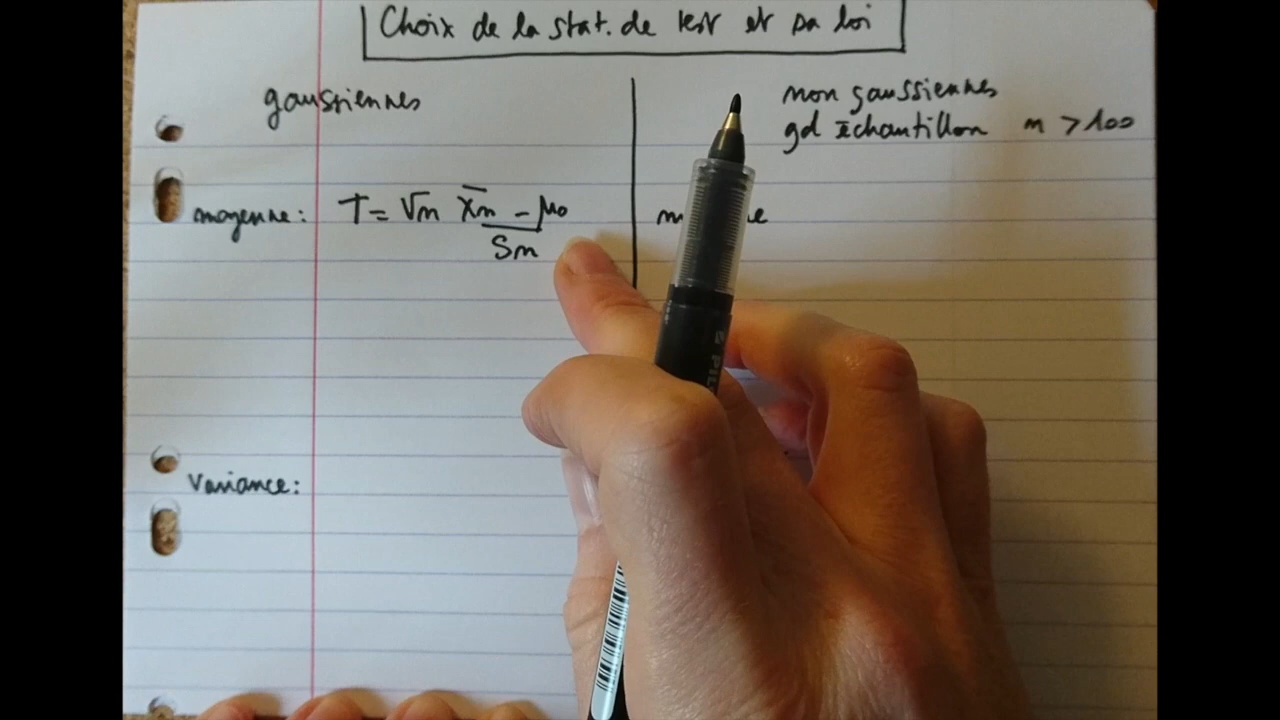 Choix de la stat. de test et sa loi
gaussiennes
non gaussiennes
gd échantillon n > 100
moyenne: T = √n X̄n - μ0
Sn
Variance:
PIL